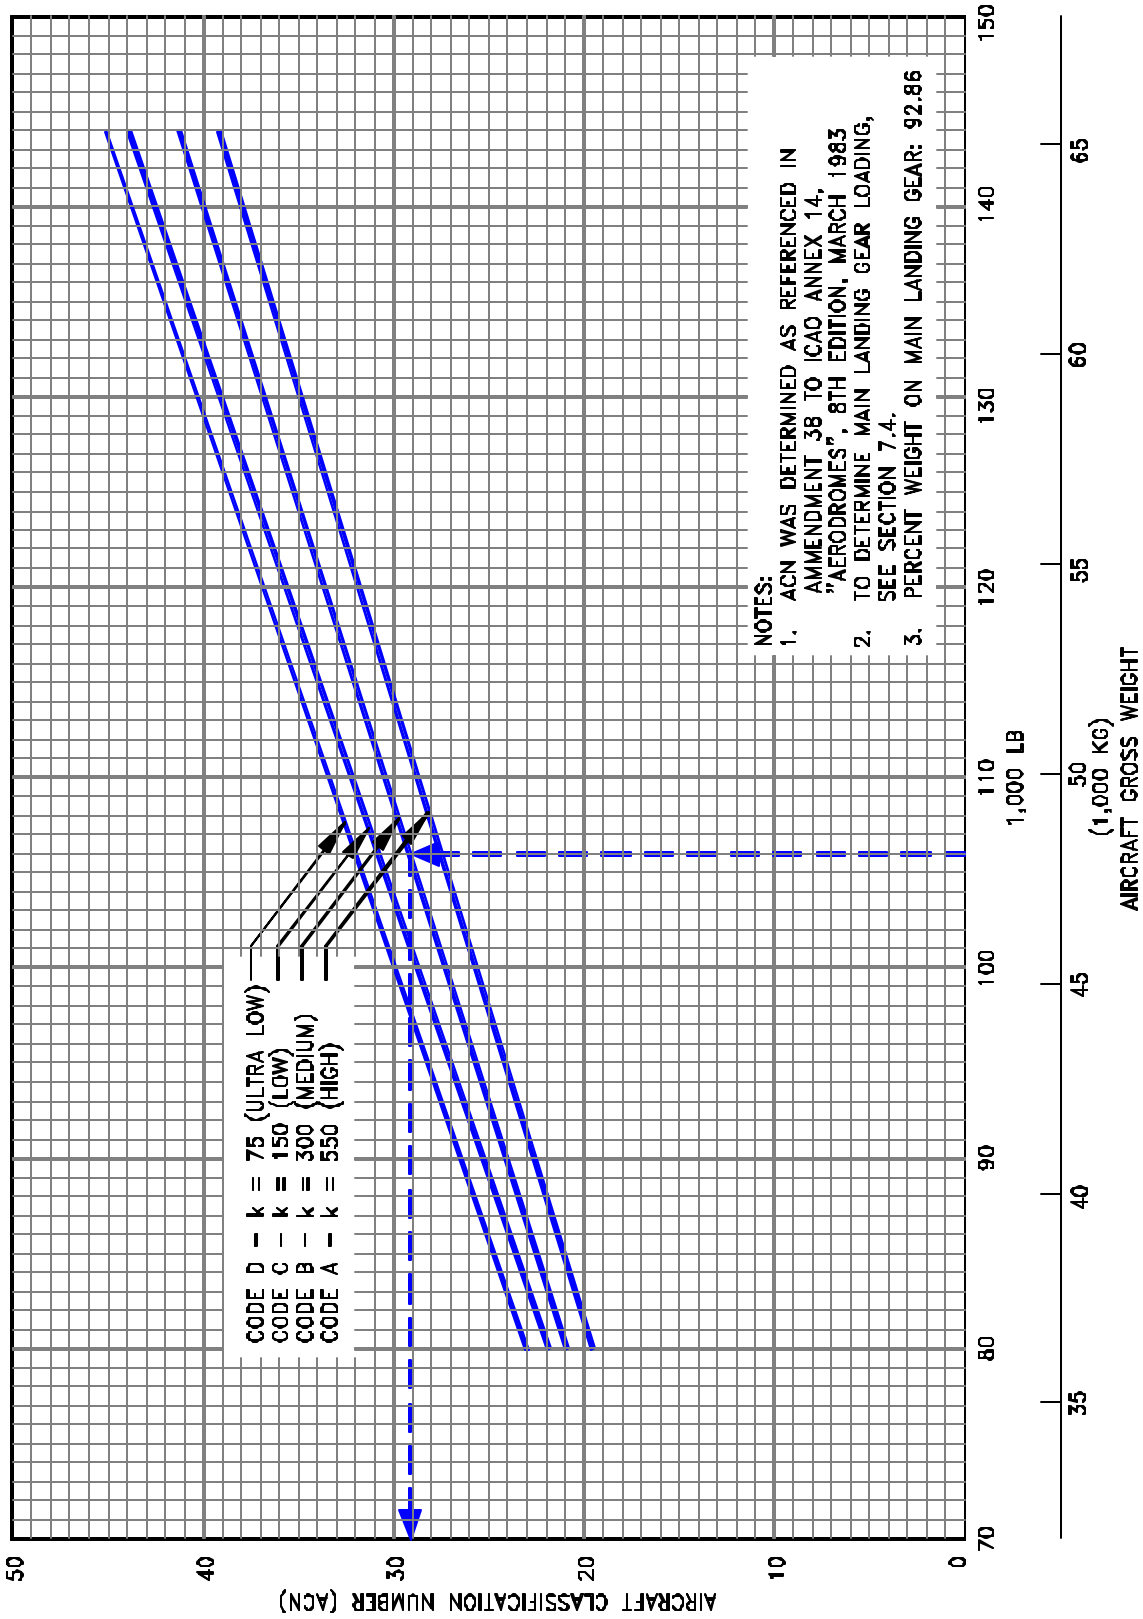 AIRCRAFT CLASSIFICATION NUMBER (ACN)
50
40
30
20
10
0
CODE D - k = 75 (ULTRA LOW)
CODE C - k = 150 (LOW)
CODE B - k = 300 (MEDIUM)
CODE A - k = 550 (HIGH)
NOTES:
1. ACN WAS DETERMINED AS REFERENCED IN
AMMENDMENT 38 TO ICAO ANNEX 14,
"AERODROMES", 8TH EDITION, MARCH 1983
2. TO DETERMINE MAIN LANDING GEAR LOADING,
SEE SECTION 7.4.
3. PERCENT WEIGHT ON MAIN LANDING GEAR: 92.86
70 80 90 100 110 120 130 140 150
1,000 LB
35 40 45 50 55 60 65
(1,000 KG)
AIRCRAFT GROSS WEIGHT